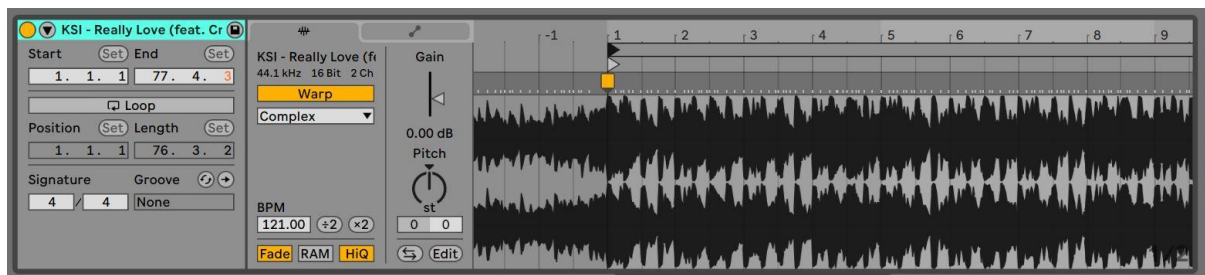 KSI - Really Love (feat. Cr
Start Set End Set
1. 1. 1 77. 4. 3
Loop
Position Set Length Set
1. 1. 1 76. 3. 2
Signature Groove
4 / 4 None
KSI - Really Love (fe
44.1 kHz 16 Bit 2 Ch
Warp
Complex
BPM
121.00 ÷2 ×2
Fade RAM HiQ
Gain
0.00 dB
Pitch
st
0 0
Edit
-1 1 2 3 4 5 6 7 8 9
1/2